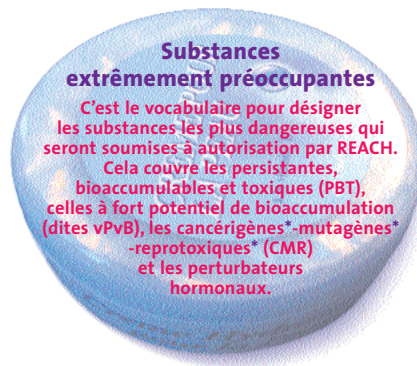 Substances
extrêmement préoccupantes
C'est le vocabulaire pour désigner
les substances les plus dangereuses qui
seront soumises à autorisation par REACH.
Cela couvre les persistantes,
bioaccumulables et toxiques (PBT),
celles à fort potentiel de bioaccumulation
(dites vPvB), les cancérigènes*-mutagènes*
-reprotoxiques* (CMR)
et les perturbateurs
hormonaux.